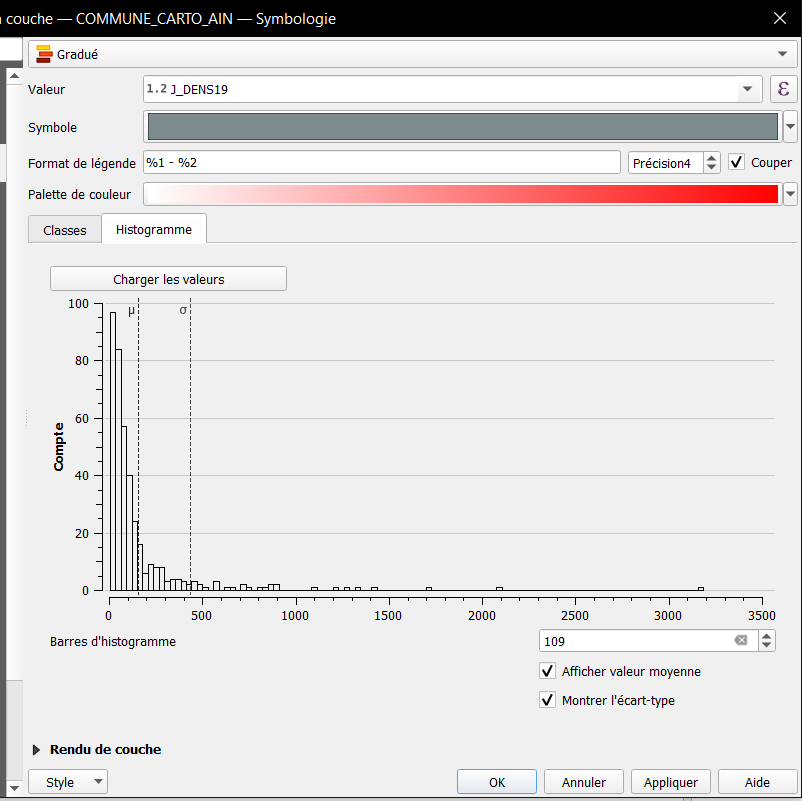 couche — COMMUNE_CARTO_AIN — Symbologie
Gradué
Valeur 1.2 J_DENS19 ε
Symbole
Format de légende %1 - %2 Précision4 Couper
Palette de couleur
Classes Histogramme
Charger les valeurs
100
µ σ
80
60
Compte
40
20
0
0 500 1000 1500 2000 2500 3000 3500
Barres d'histogramme 109
Afficher valeur moyenne
Montrer l'écart-type
Rendu de couche
Style OK Annuler Appliquer Aide